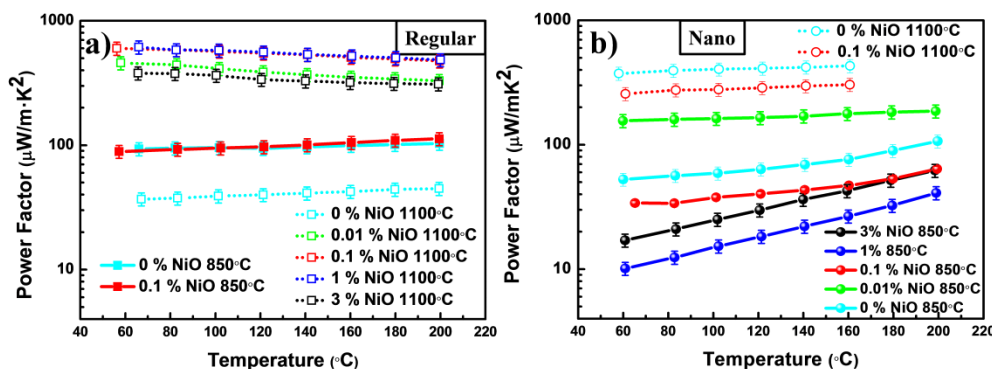 a)
Regular
Power Factor (µW/m·K2)
1000
100
10
0 % NiO 850°C
0.1 % NiO 850°C
0 % NiO 1100°C
0.01 % NiO 1100°C
0.1 % NiO 1100°C
1 % NiO 1100°C
3 % NiO 1100°C
40 60 80 100 120 140 160 180 200 220
Temperature (°C)
b)
Nano
Power Factor (µW/mK2)
1000
100
10
0 % NiO 1100°C
0.1 % NiO 1100°C
3% NiO 850°C
1% 850°C
0.1 % NiO 850°C
0.01% NiO 850°C
0 % NiO 850°C
40 60 80 100 120 140 160 180 200 220
Temperature (°C)